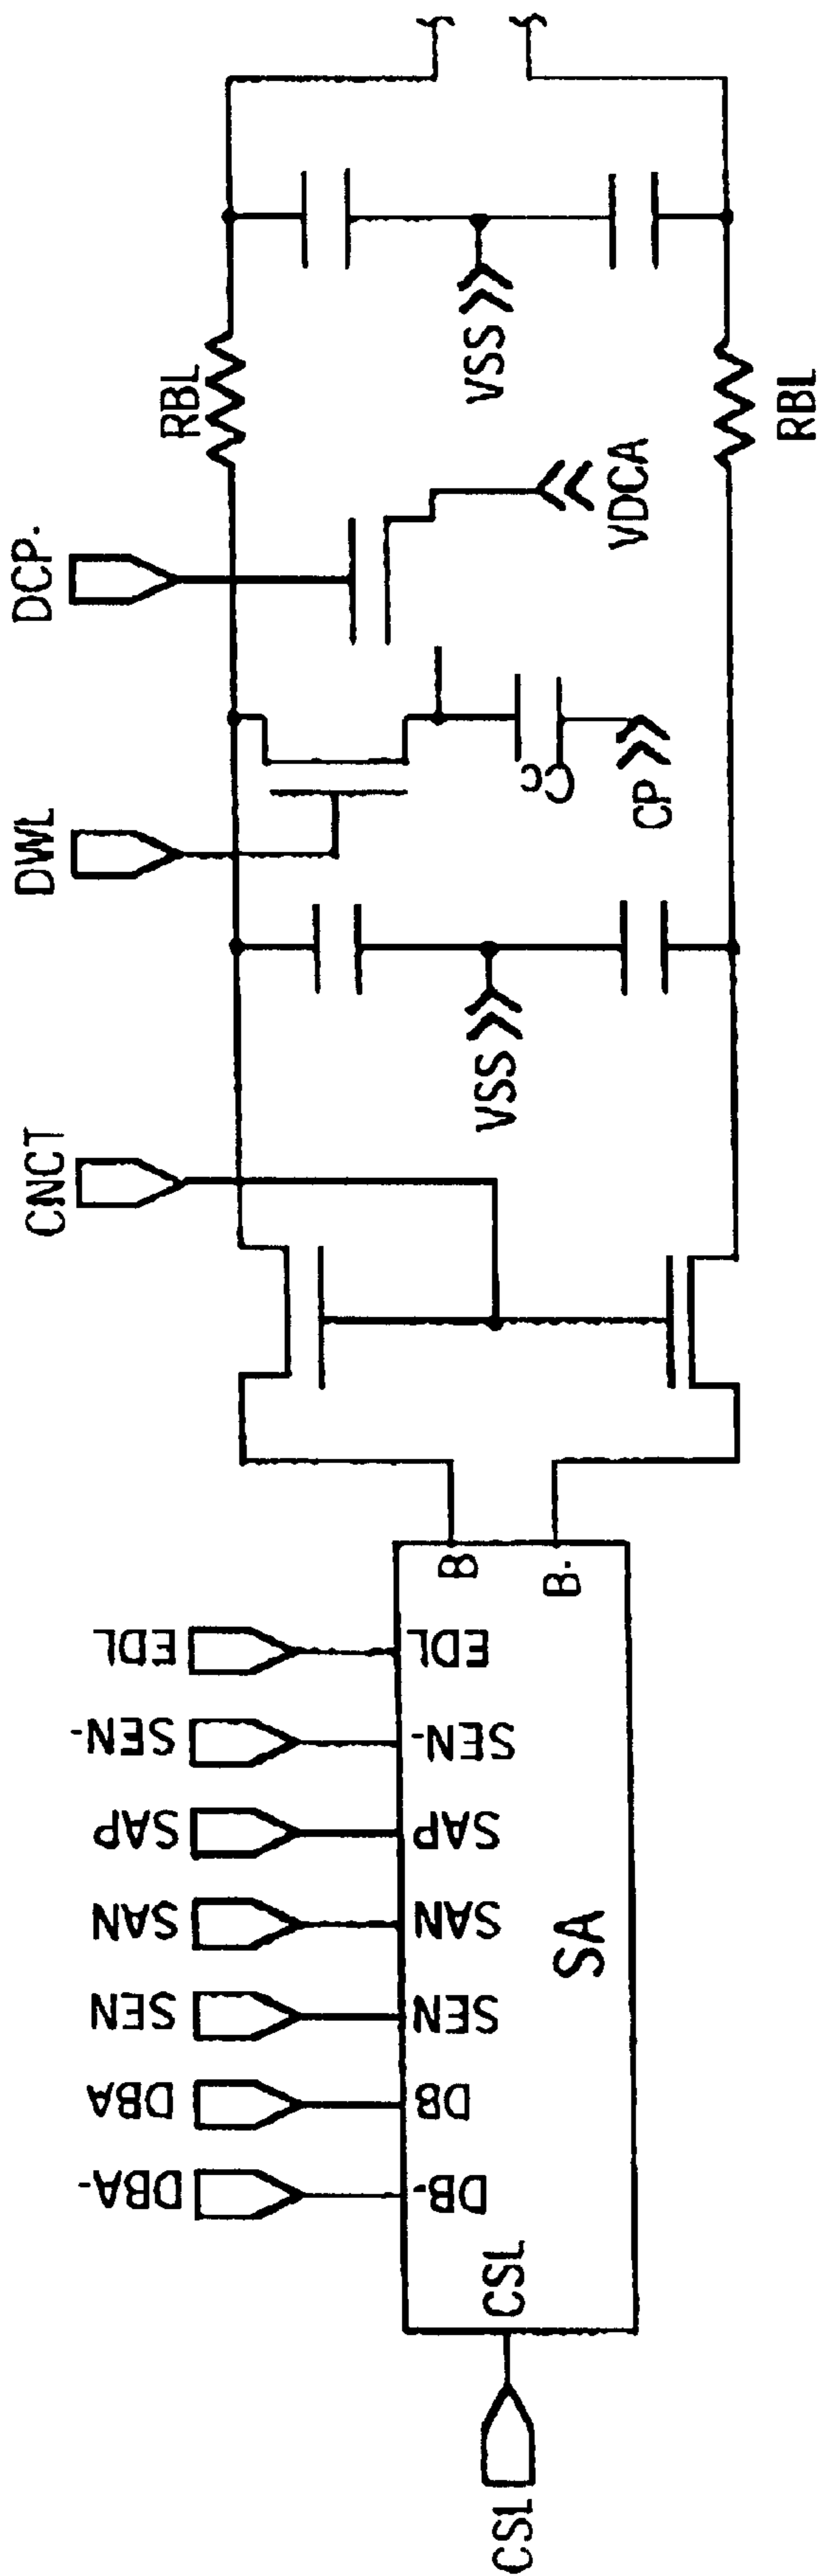 DCP.
DWL
CNCT
RBL
VSS
VDCA
CC
CP
VSS
RBL
EDL
SEN-
SAP
SAN
SEN
DBA
DBA-
B
B.
EDL
SEN-
SAP
SAN
SEN
DB
DB-
SA
CSL
CSL